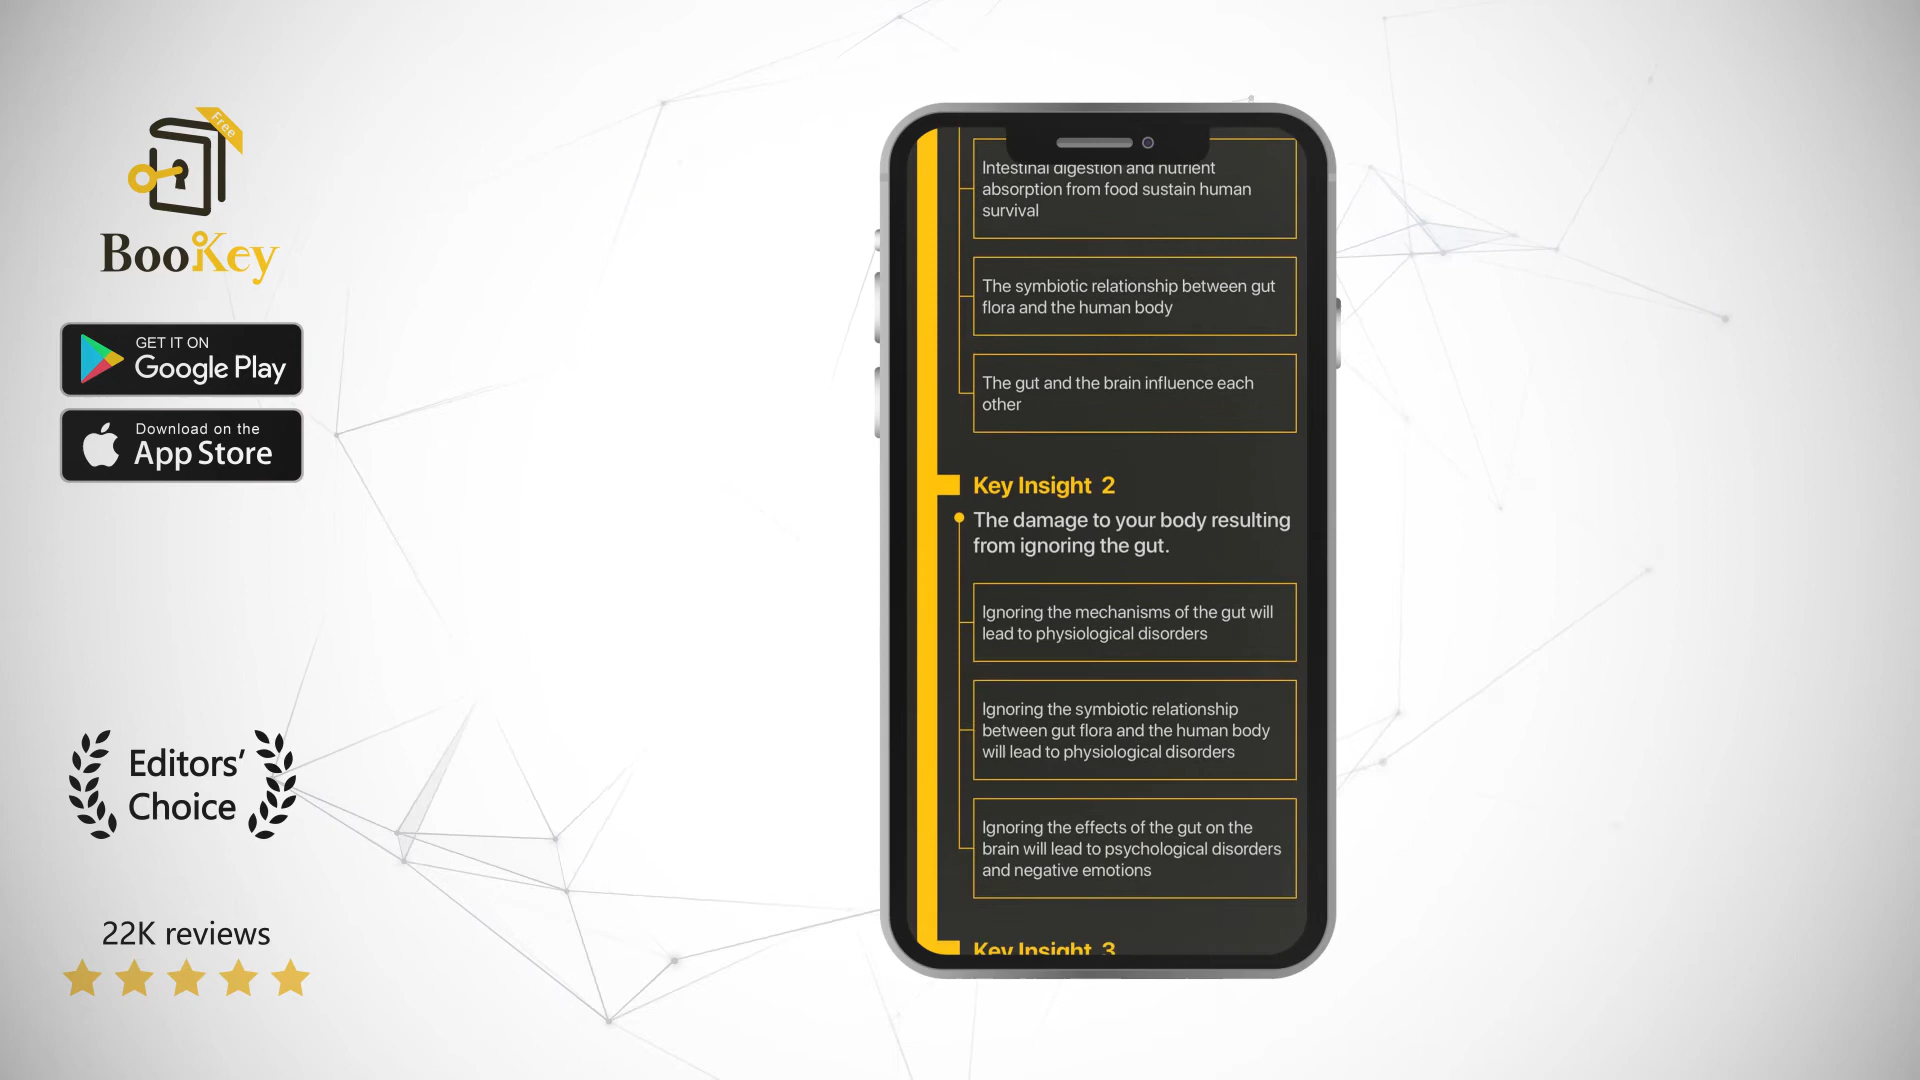 Free
BooKey
GET IT ON
Google Play
Download on the
App Store
Editors’
Choice
22K reviews
Intestinal digestion and nutrient
absorption from food sustain human
survival
The symbiotic relationship between gut
flora and the human body
The gut and the brain influence each
other
Key Insight 2
The damage to your body resulting
from ignoring the gut.
Ignoring the mechanisms of the gut will
lead to physiological disorders
Ignoring the symbiotic relationship
between gut flora and the human body
will lead to physiological disorders
Ignoring the effects of the gut on the
brain will lead to psychological disorders
and negative emotions
Key Insight 3